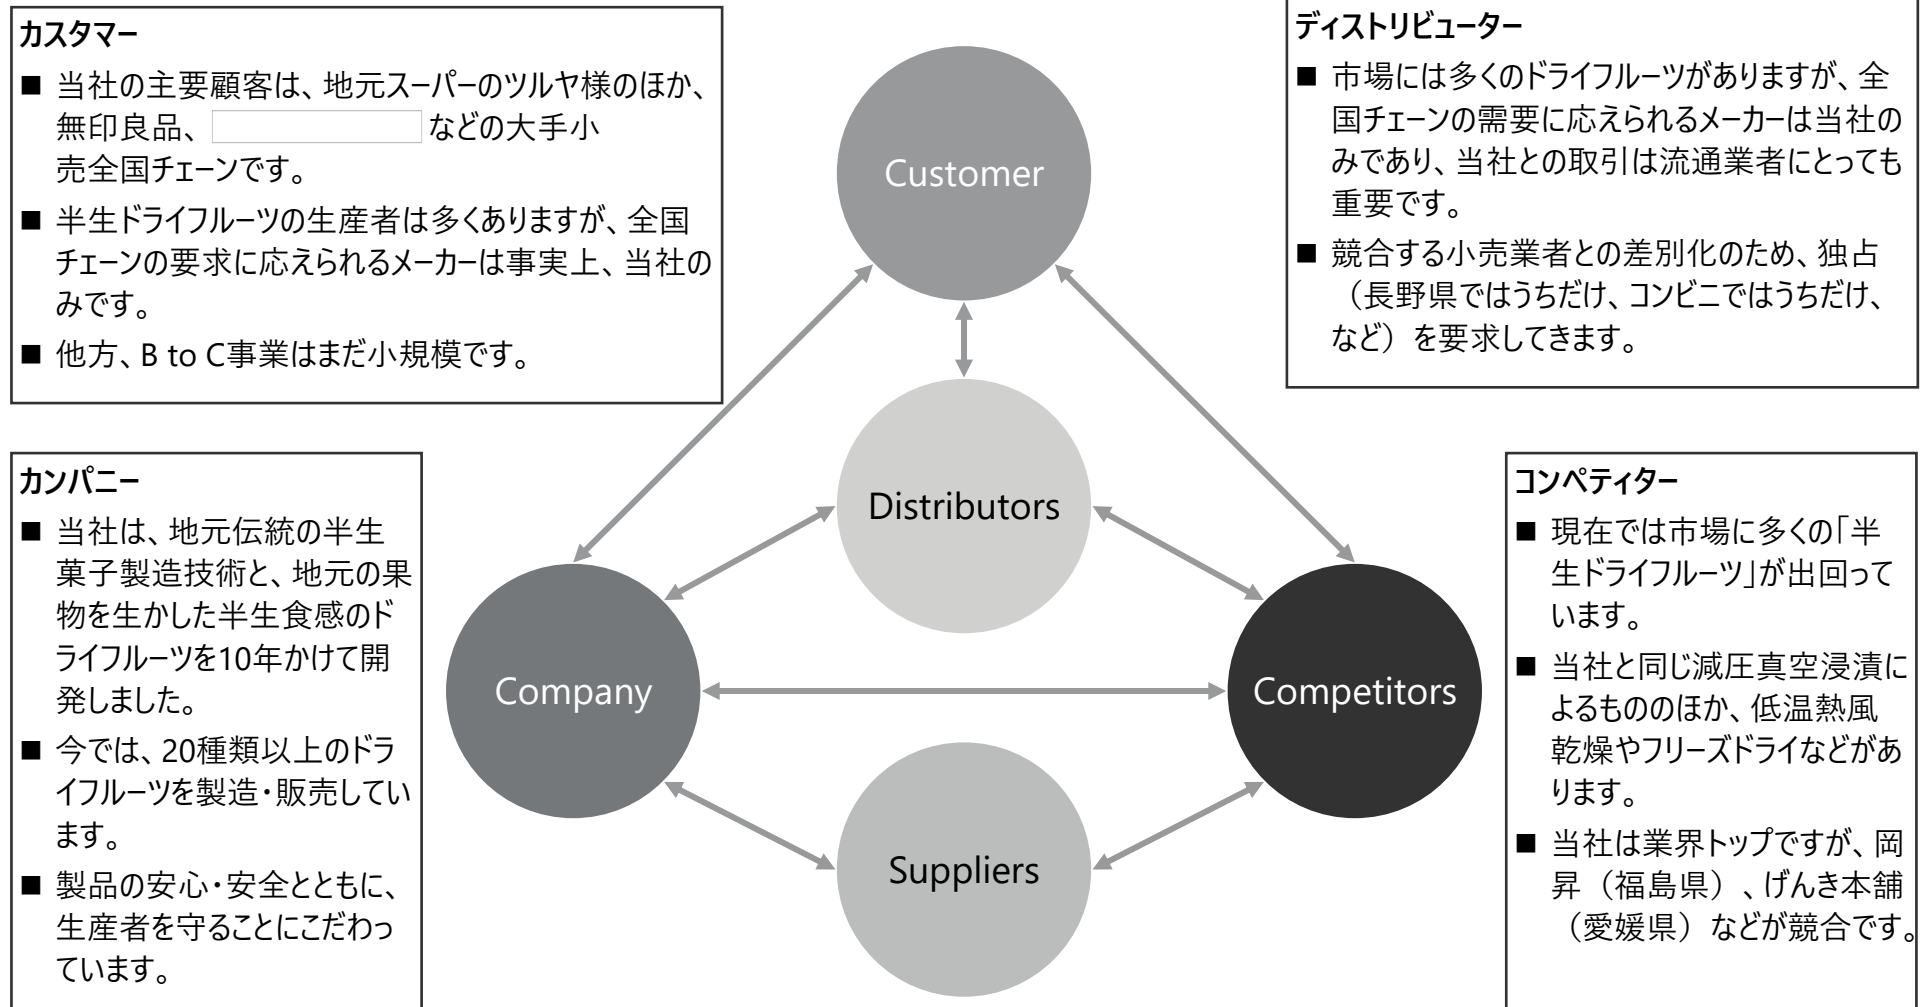 カスタマー
■ 当社の主要顧客は、地元スーパーのツルヤ様のほか、
無印良品、 などの大手小
売全国チェーンです。
■ 半生ドライフルーツの生産者は多くありますが、全国
チェーンの要求に応えられるメーカーは事実上、当社の
みです。
■ 他方、B to C事業はまだ小規模です。
ディストリビューター
■ 市場には多くのドライフルーツがありますが、全
国チェーンの需要に応えられるメーカーは当社の
みであり、当社との取引は流通業者にとっても
重要です。
■ 競合する小売業者との差別化のため、独占
（長野県ではうちだけ、コンビニではうちだけ、
など）を要求してきます。
Customer
Distributors
Company
Competitors
Suppliers
カンパニー
■ 当社は、地元伝統の半生
菓子製造技術と、地元の果
物を生かした半生食感のド
ライフルーツを10年かけて開
発しました。
■ 今では、20種類以上のドラ
イフルーツを製造・販売してい
ます。
■ 製品の安心・安全とともに、
生産者を守ることにこだわっ
ています。
コンペティター
■ 現在では市場に多くの「半
生ドライフルーツ」が出回って
います。
■ 当社と同じ減圧真空浸漬に
よるもののほか、低温熱風
乾燥やフリーズドライなどがあ
ります。
■ 当社は業界トップですが、岡
昇（福島県）、げんき本舗
（愛媛県）などが競合です。